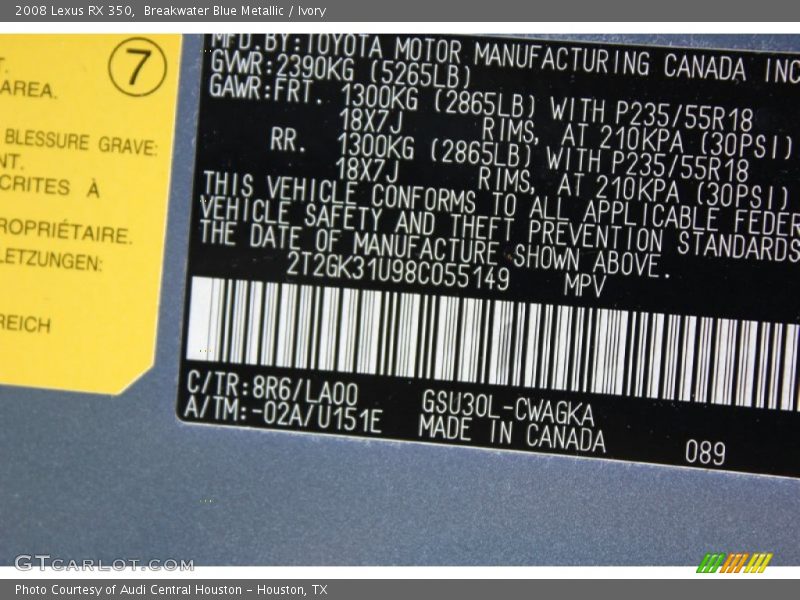 2008 Lexus RX 350, Breakwater Blue Metallic / Ivory
7
T.
AREA.
BLESSURE GRAVE:
NT.
CRITES À
ROPRIÉTAIRE.
LETZUNGEN:
REICH
MFD.BY:TOYOTA MOTOR MANUFACTURING CANADA INC
GVWR:2390KG (5265LB)
GAWR:FRT. 1300KG (2865LB) WITH P235/55R18
18X7J RIMS, AT 210KPA (30PSI)
RR. 1300KG (2865LB) WITH P235/55R18
18X7J RIMS, AT 210KPA (30PSI)
THIS VEHICLE CONFORMS TO ALL APPLICABLE FEDER
VEHICLE SAFETY AND THEFT PREVENTION STANDARDS
THE DATE OF MANUFACTURE SHOWN ABOVE.
2T2GK31U98C055149 MPV
C/TR:8R6/LA00 GSU30L-CWAGKA
A/TM:-02A/U151E MADE IN CANADA 089
GTCARLOT.COM
Photo Courtesy of Audi Central Houston - Houston, TX